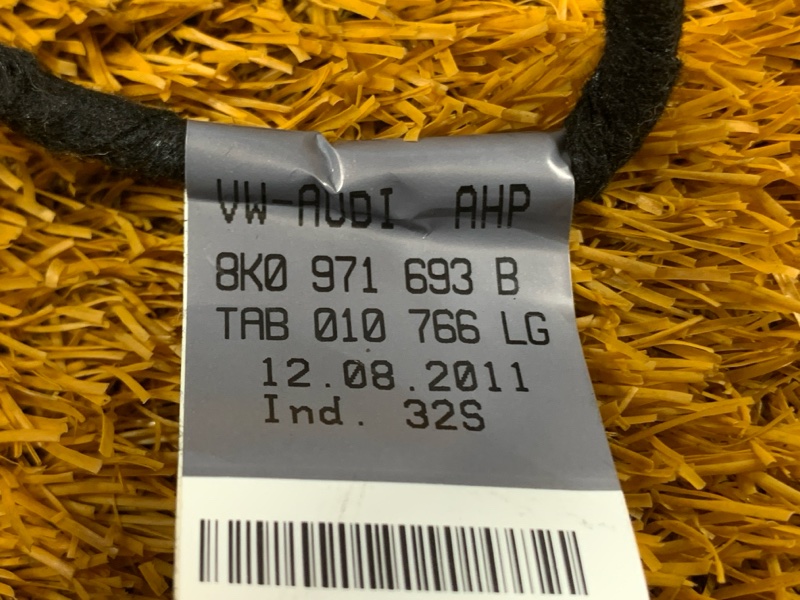 VW-AUDI AHP
8K0 971 693 B
TAB 010 766 LG
12.08.2011
Ind. 32S